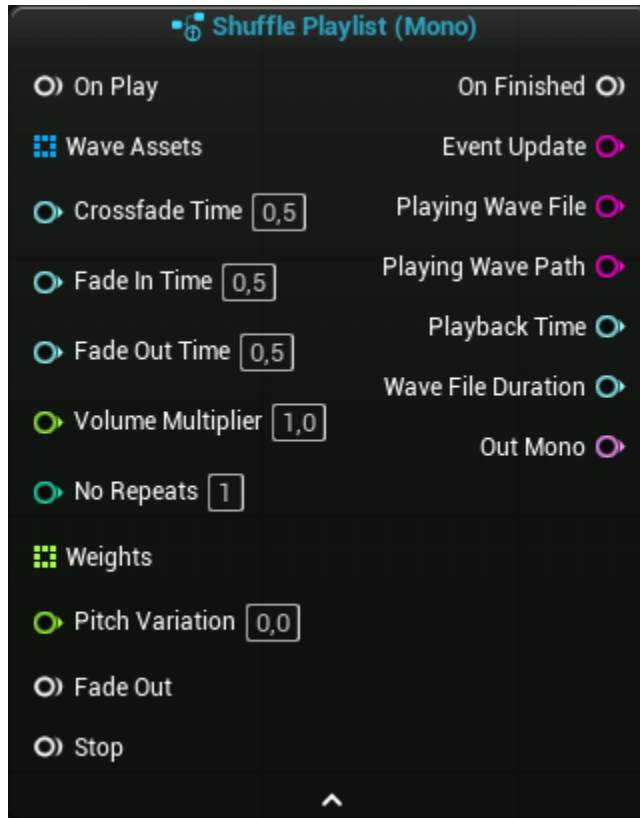 Shuffle Playlist (Mono)
On Play
On Finished
Wave Assets
Event Update
Crossfade Time 0,5
Playing Wave File
Fade In Time 0,5
Playing Wave Path
Fade Out Time 0,5
Playback Time
Wave File Duration
Volume Multiplier 1,0
Out Mono
No Repeats 1
Weights
Pitch Variation 0,0
Fade Out
Stop